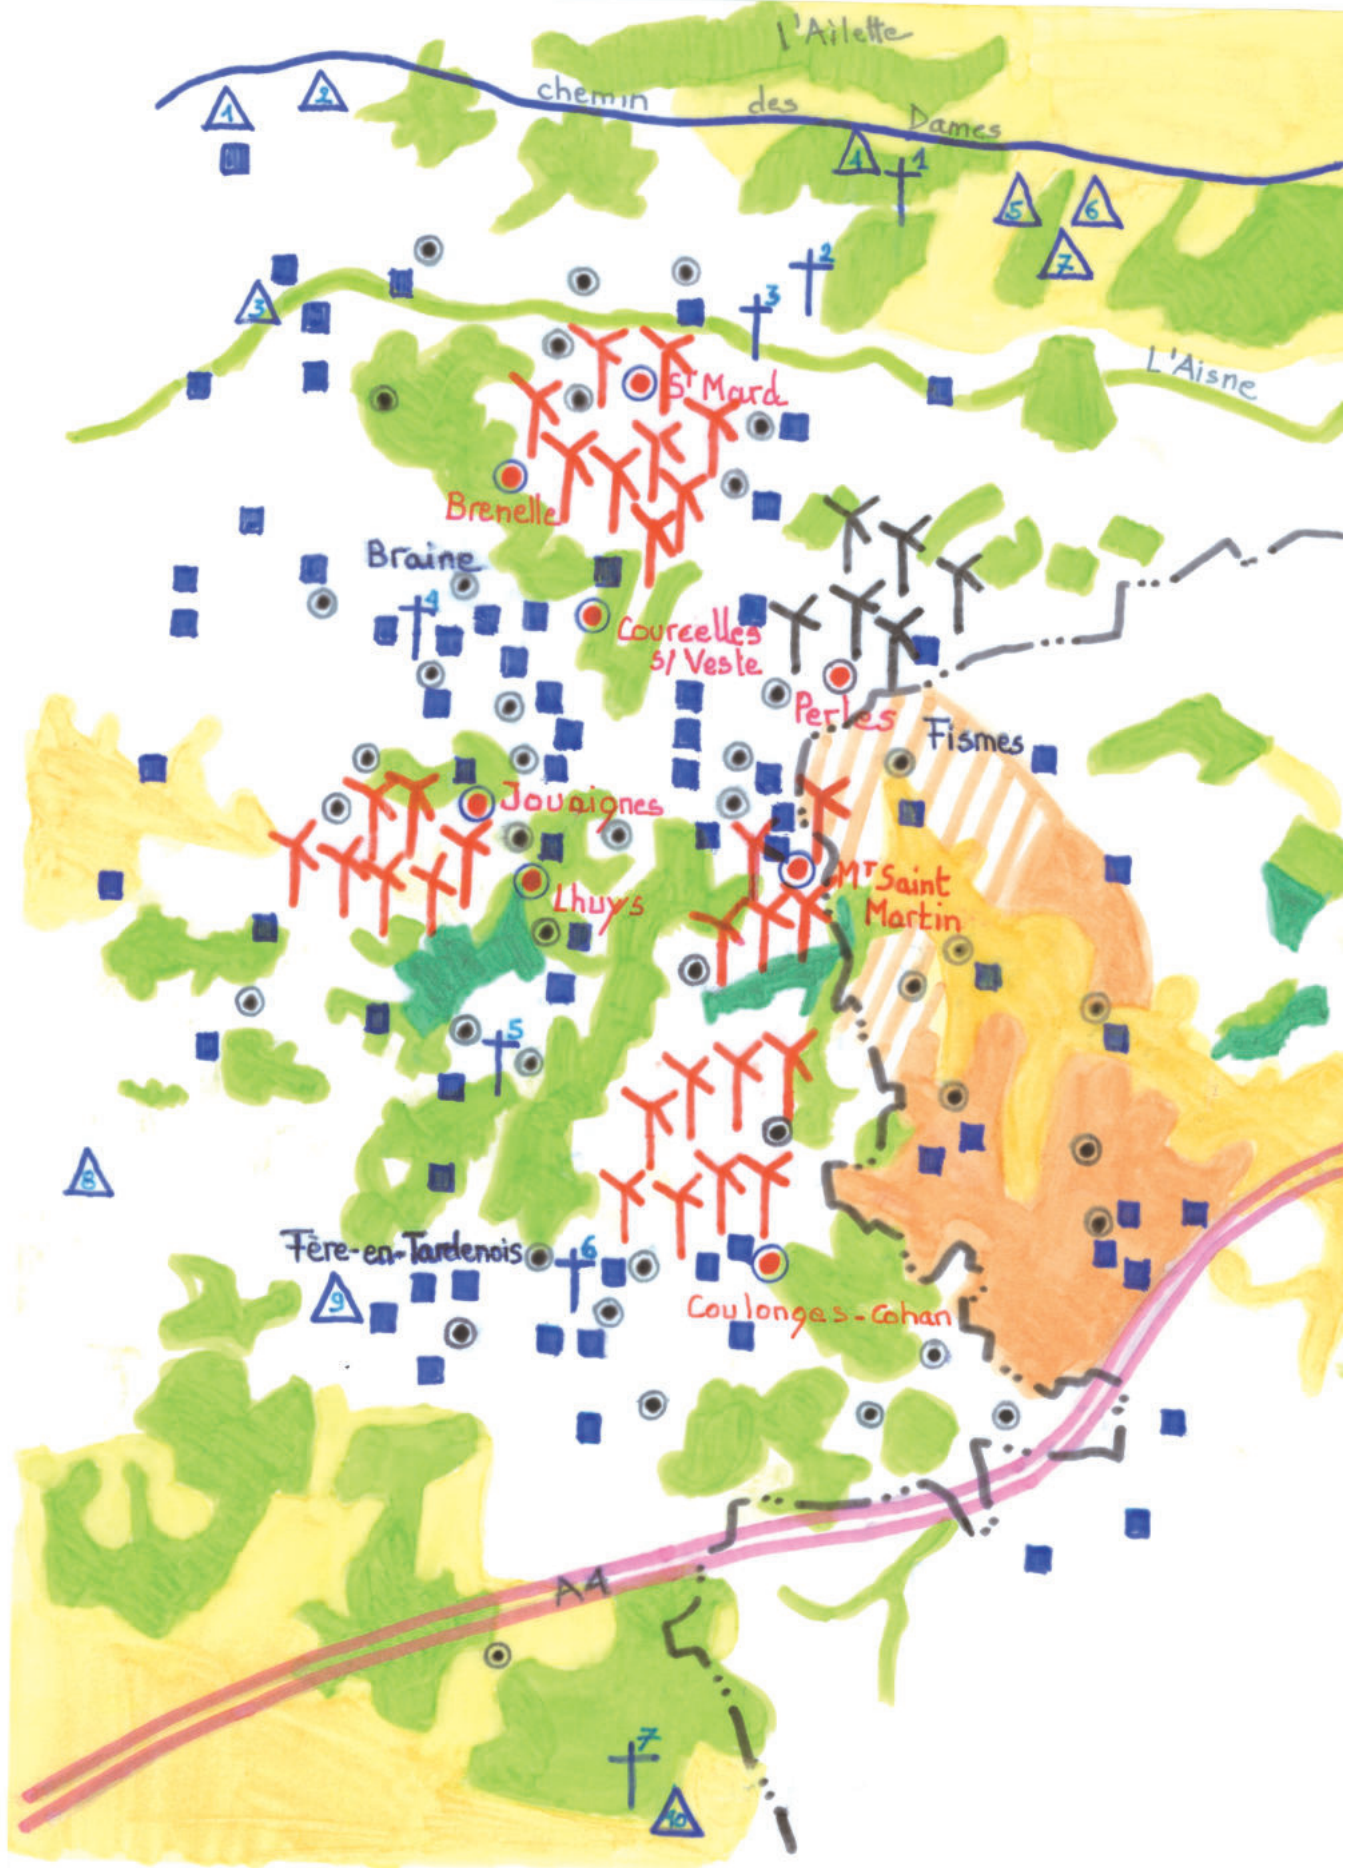 l'Ailette
chemin des Dames
1
2
1
1
5
6
7
2
3
3
L'Aisne
St Mard
Brenelle
Braine
4
Courcelles
s/ Veste
Perles
Fismes
Jouaignes
Mt Saint
Martin
Lhuys
5
8
Fère-en-Tardenois
6
9
Coulonges-Cohan
A4
7
10